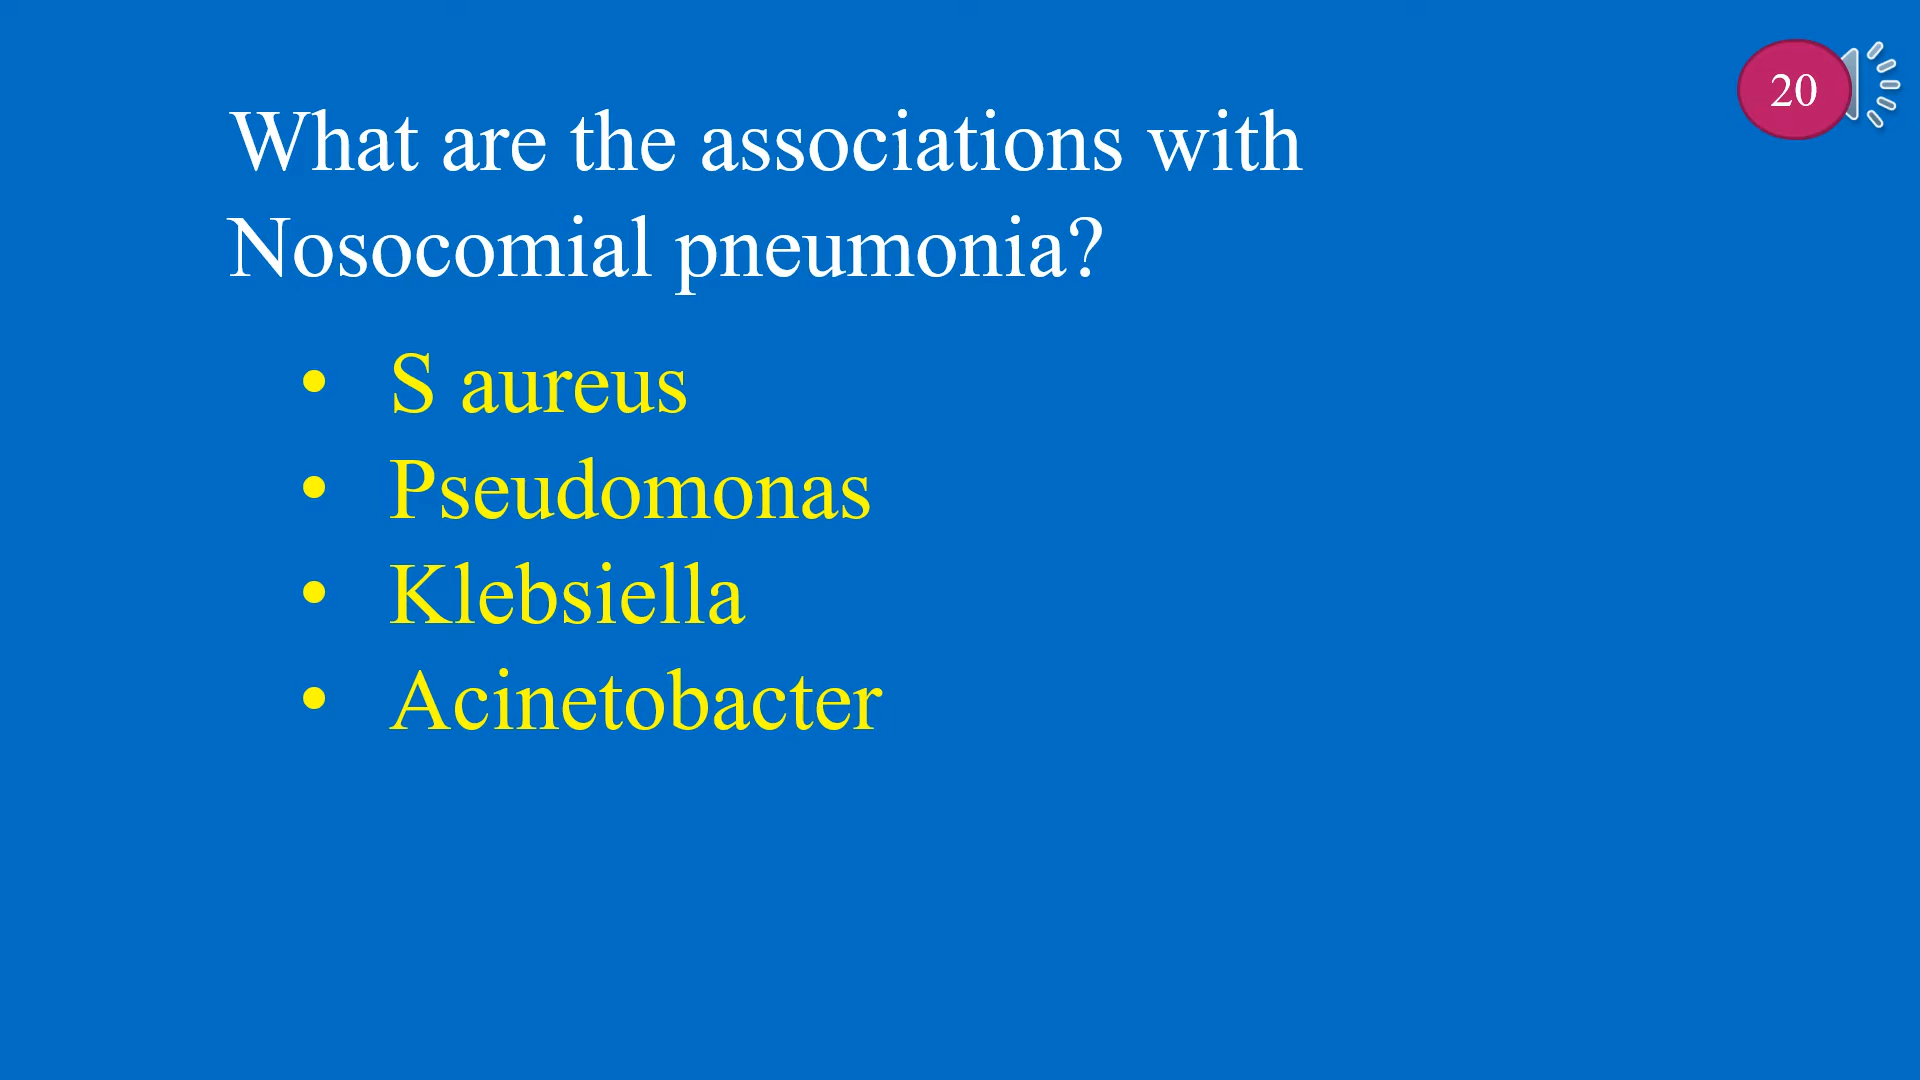 20
What are the associations with
Nosocomial pneumonia?
• S aureus
• Pseudomonas
• Klebsiella
• Acinetobacter